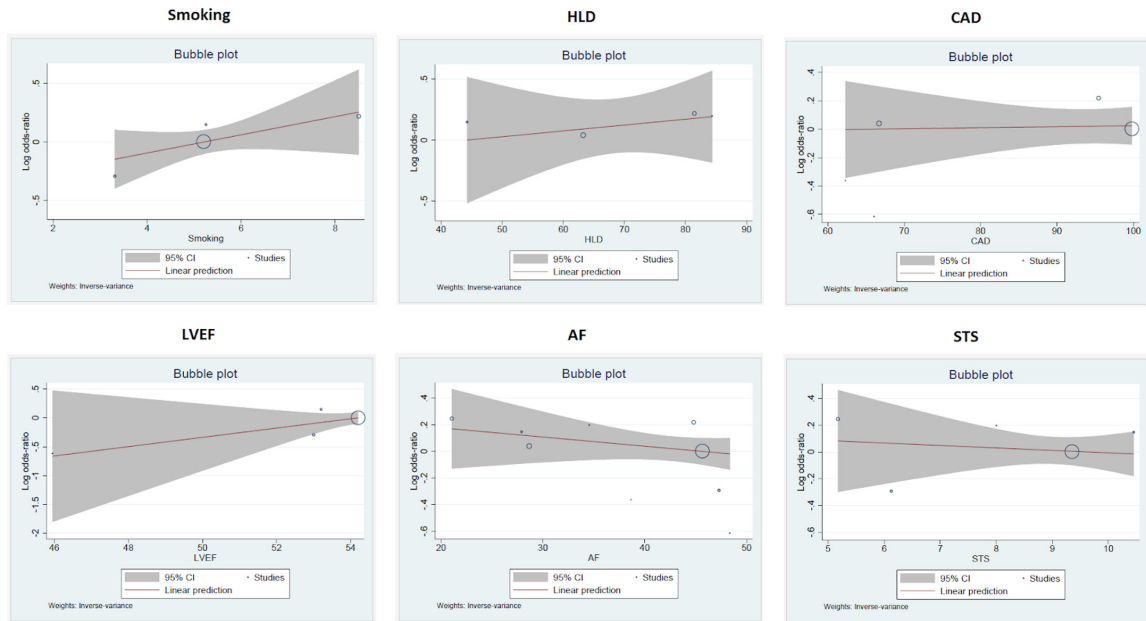 Smoking
HLD
CAD
Bubble plot
Bubble plot
Bubble plot
Log odds-ratio
.5
0
-.5
2
4
6
8
Smoking
95% CI
Studies
Linear prediction
Weights: Inverse-variance
Log odds-ratio
.5
0
-.5
40
50
60
70
80
90
HLD
95% CI
Studies
Linear prediction
Weights: Inverse-variance
Log odds-ratio
.4
.2
0
-.2
-.4
-.6
60
70
80
90
100
CAD
95% CI
Studies
Linear prediction
Weights: Inverse-variance
LVEF
AF
STS
Bubble plot
Bubble plot
Bubble plot
Log odds-ratio
.5
0
-.5
-1
-1.5
-2
46
48
50
52
54
LVEF
95% CI
Studies
Linear prediction
Weights: Inverse-variance
Log odds-ratio
.4
.2
0
-.2
-.4
-.6
20
30
40
50
AF
95% CI
Studies
Linear prediction
Weights: Inverse-variance
Log odds-ratio
.5
0
-.5
5
6
7
8
9
10
STS
95% CI
Studies
Linear prediction
Weights: Inverse-variance